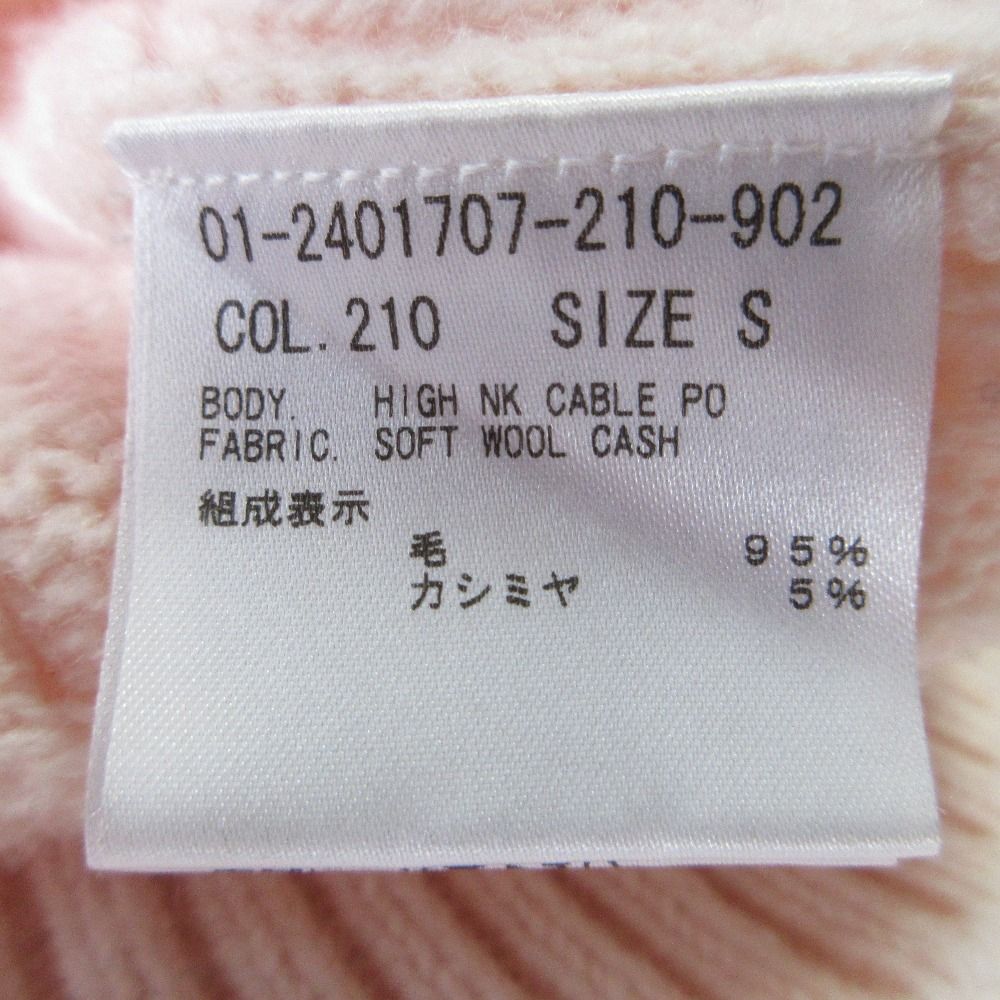 01-2401707-210-902
COL. 210 SIZE S
BODY. HIGH NK CABLE PO
FABRIC. SOFT WOOL CASH
組成表示
毛 95%
カシミヤ 5%